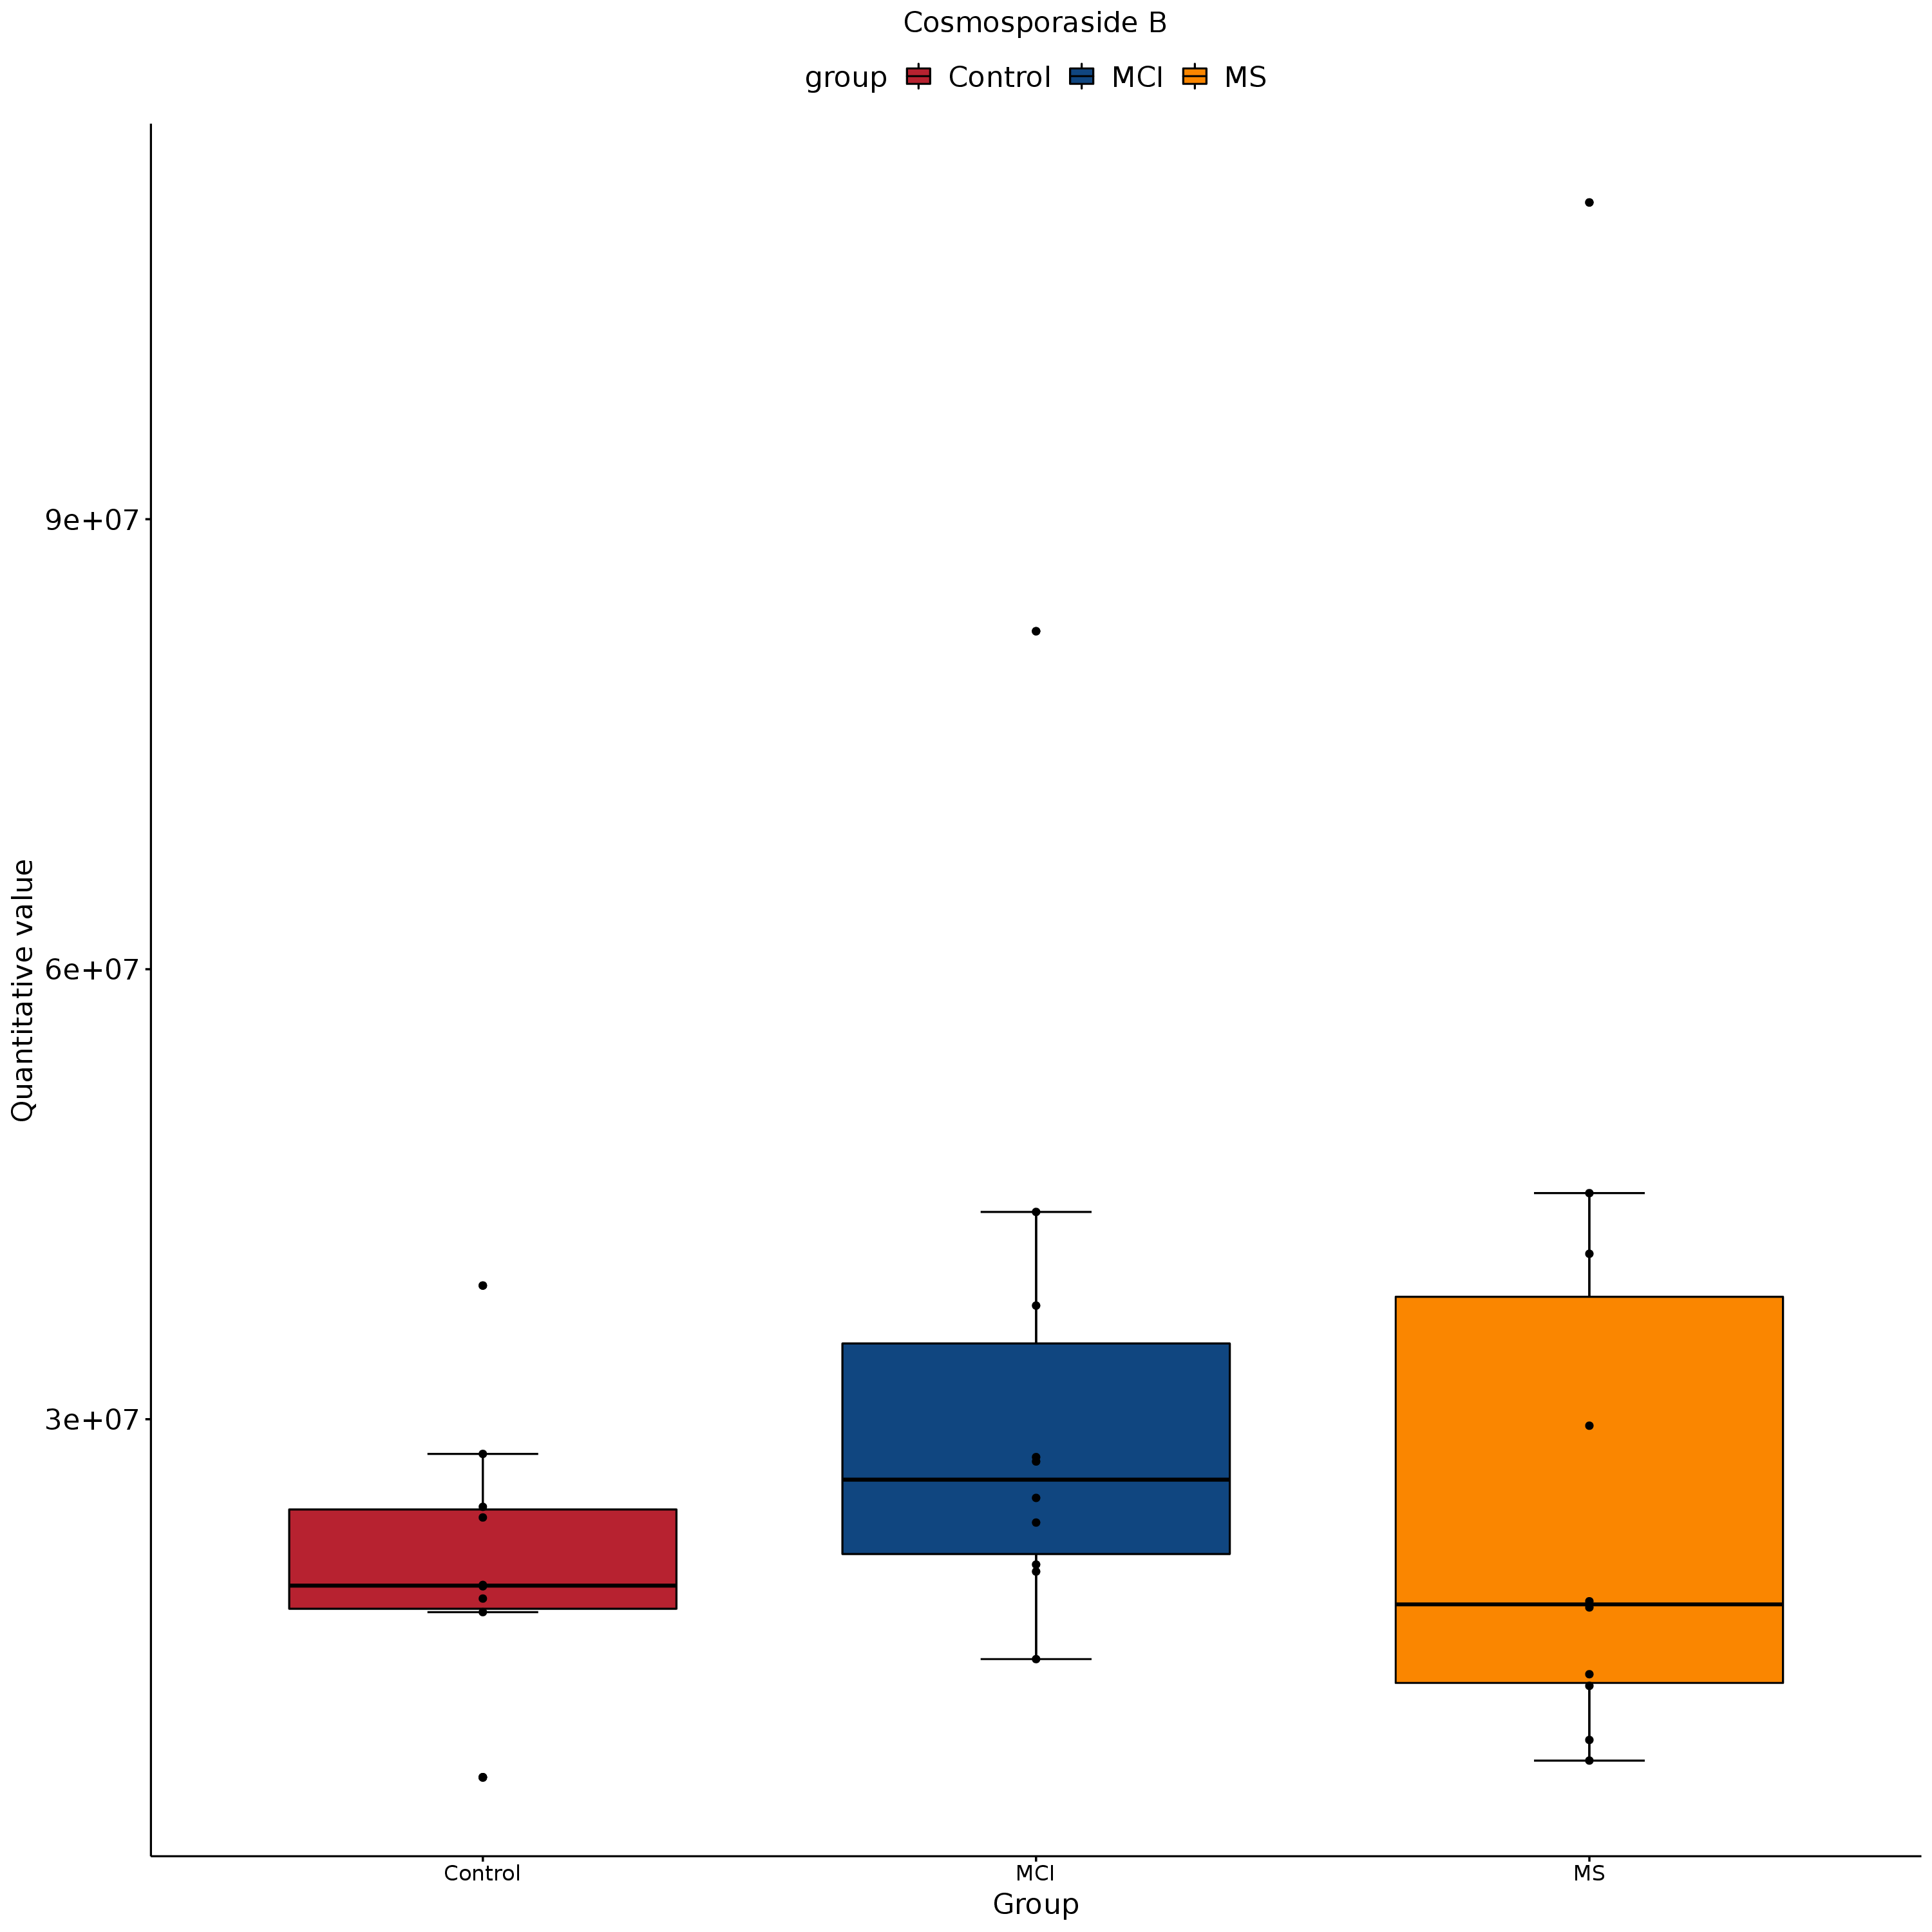 Cosmosporaside B
group Control MCI MS
9e+07
6e+07
3e+07
Quantitative value
Control MCI MS
Group